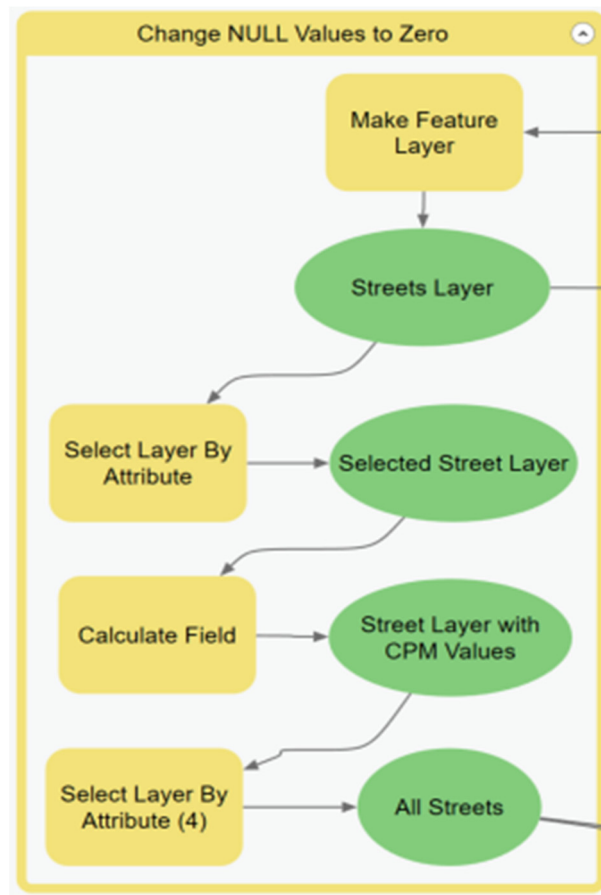 Change NULL Values to Zero
Make Feature
Layer
Streets Layer
Select Layer By
Attribute
Selected Street Layer
Calculate Field
Street Layer with
CPM Values
Select Layer By
Attribute (4)
All Streets